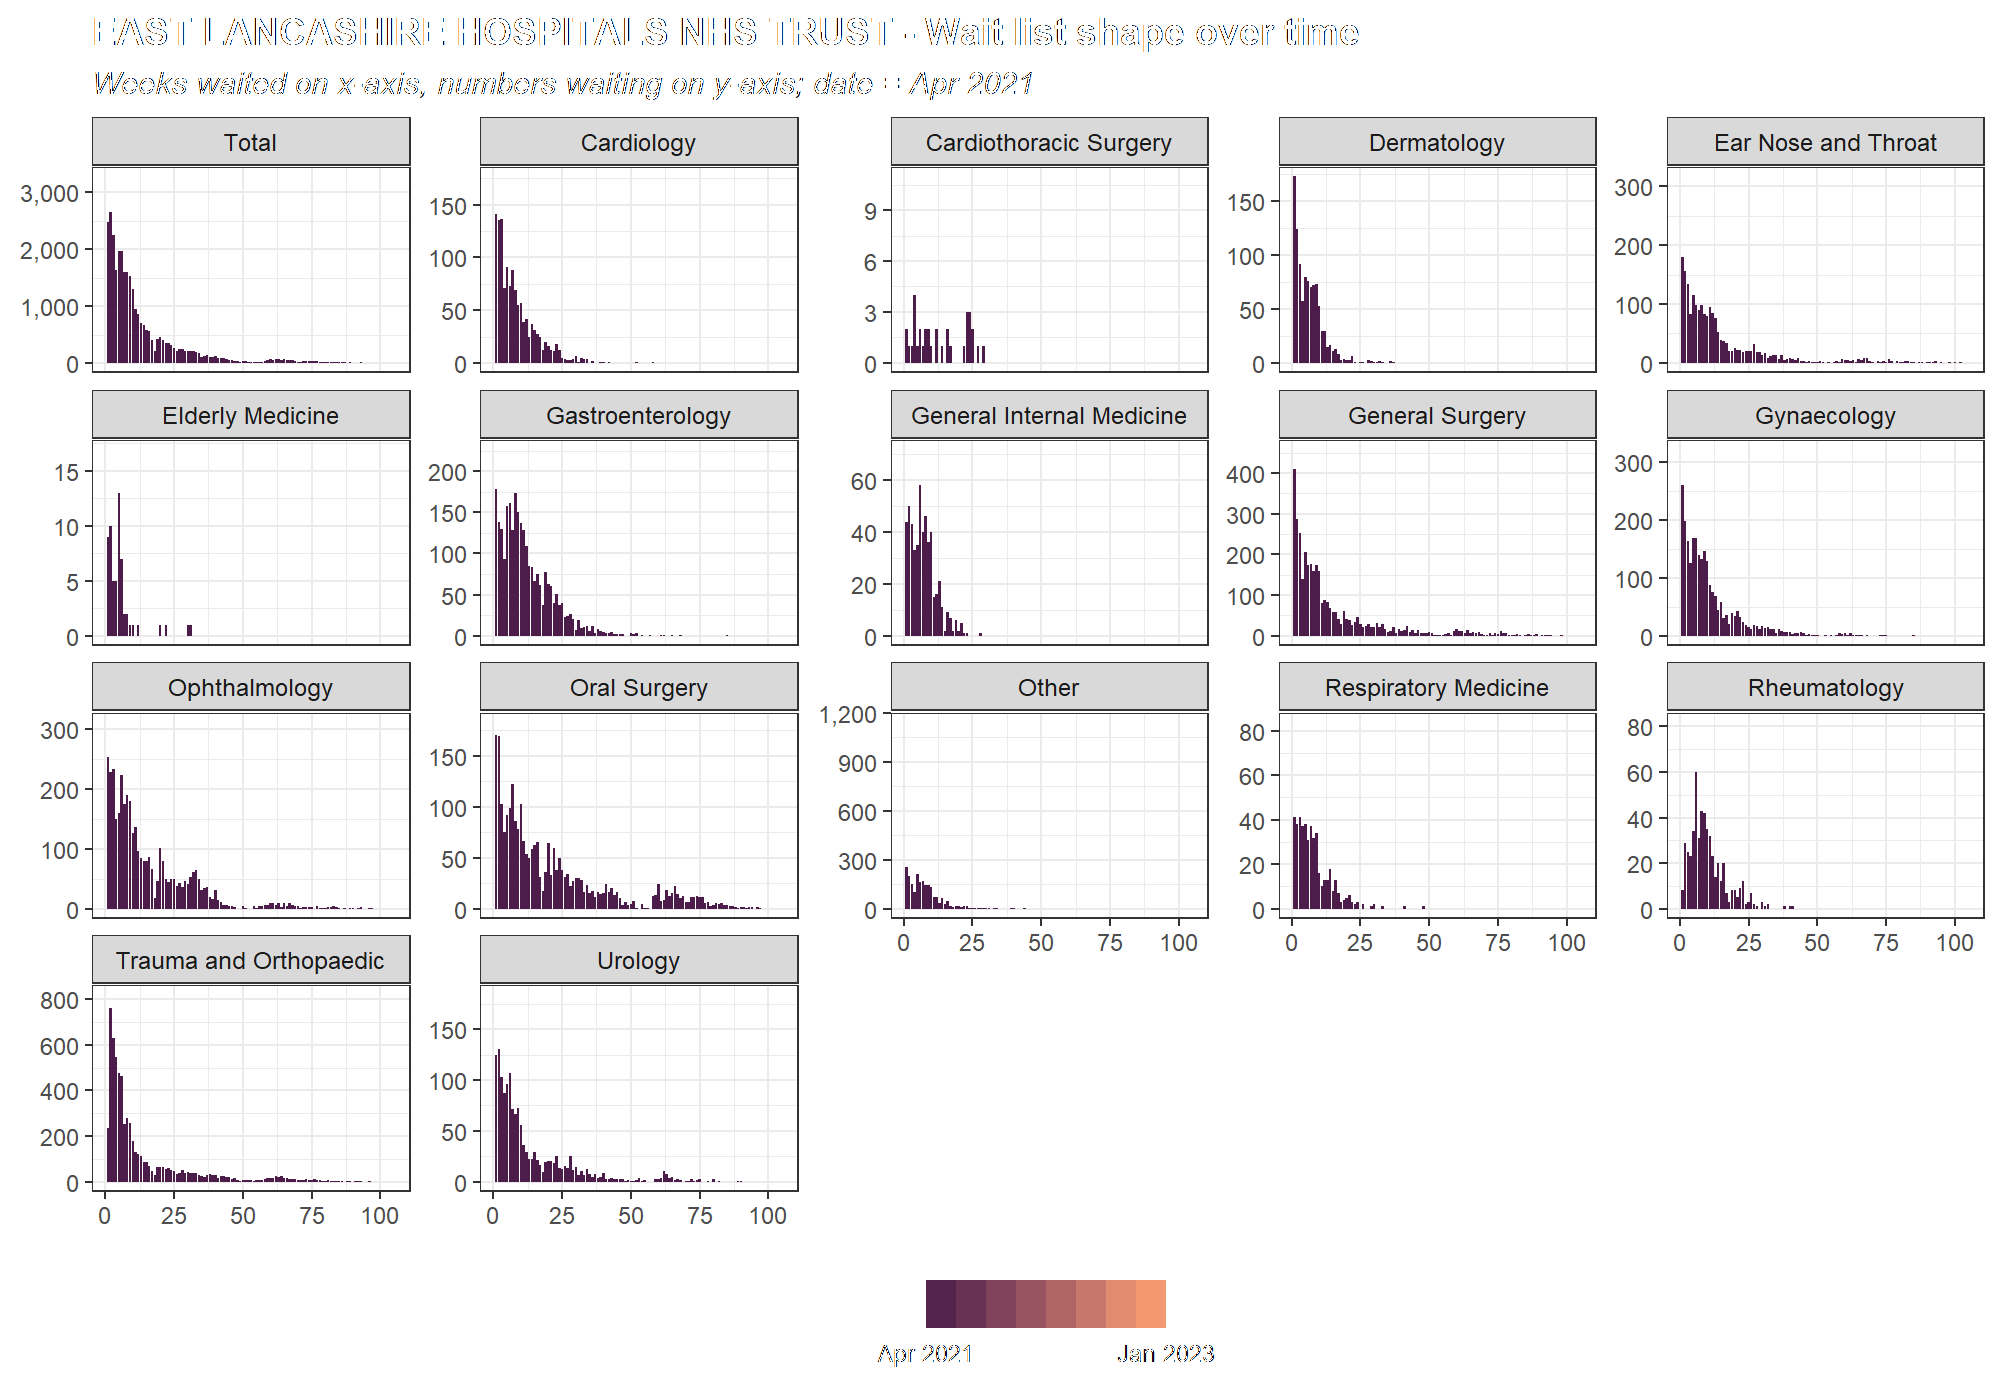 EAST LANCASHIRE HOSPITALS NHS TRUST - Wait list shape over time
Weeks waited on x-axis, numbers waiting on y-axis; date = Apr 2021
Total
Cardiology
Cardiothoracic Surgery
Dermatology
Ear Nose and Throat
3,000
2,000
1,000
0
150
100
50
0
9
6
3
0
150
100
50
0
300
200
100
0
Elderly Medicine
Gastroenterology
General Internal Medicine
General Surgery
Gynaecology
15
10
5
0
200
150
100
50
0
60
40
20
0
400
300
200
100
0
300
200
100
0
Ophthalmology
Oral Surgery
Other
Respiratory Medicine
Rheumatology
300
200
100
0
150
100
50
0
1,200
900
600
300
0
80
60
40
20
0
80
60
40
20
0
0 25 50 75 100
0 25 50 75 100
0 25 50 75 100
Trauma and Orthopaedic
Urology
800
600
400
200
0
150
100
50
0
0 25 50 75 100
0 25 50 75 100
Apr 2021
Jan 2023